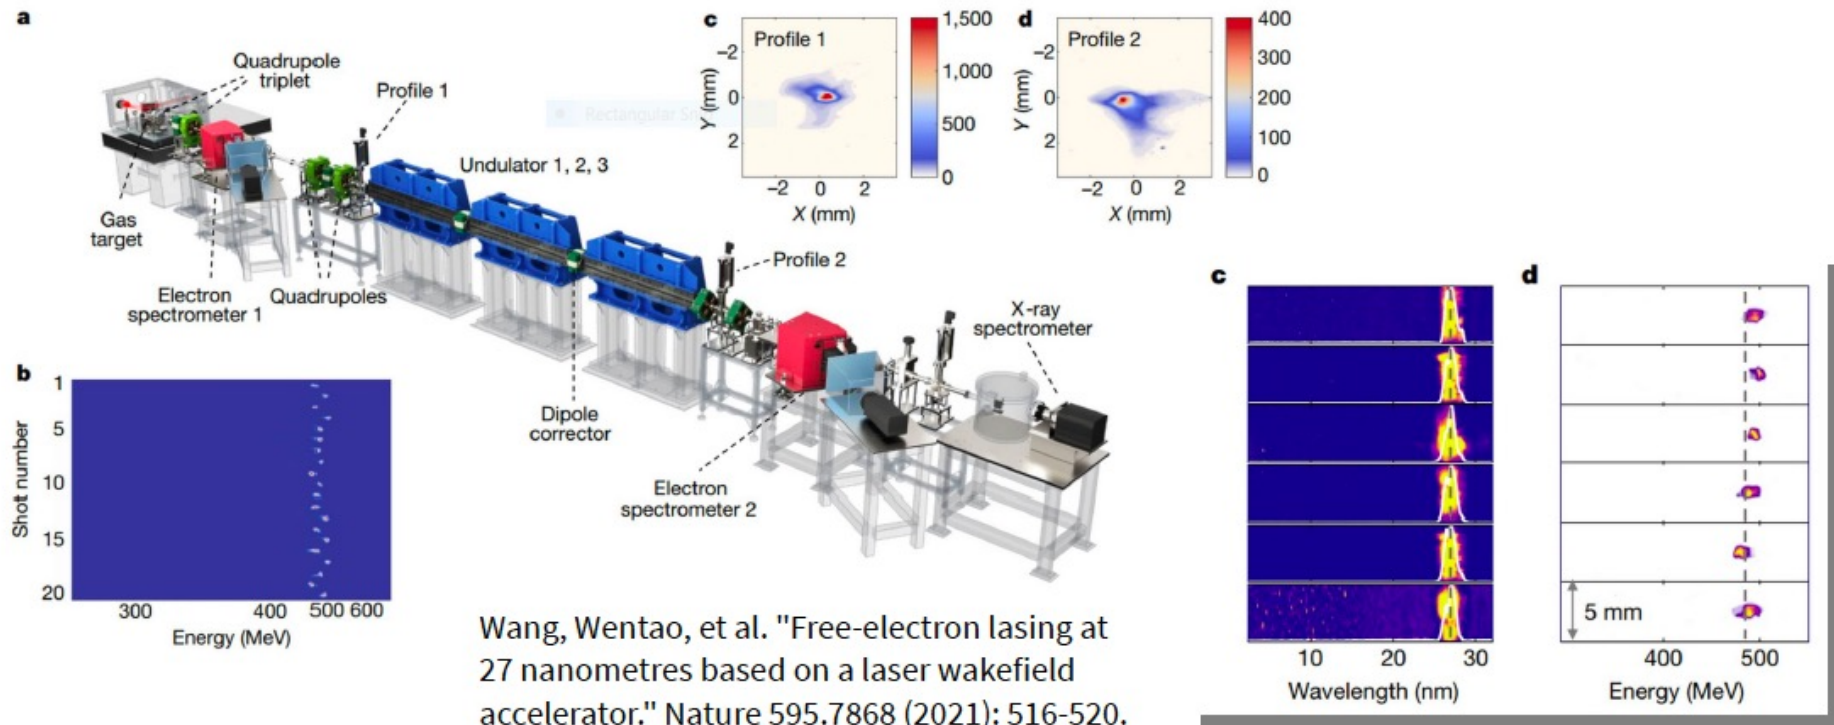 a
Quadrupole
triplet
Profile 1
Undulator 1, 2, 3
Gas
target
Electron
spectrometer 1
Quadrupoles
Profile 2
X-ray
spectrometer
Dipole
corrector
Electron
spectrometer 2
b
Shot number
1
5
10
15
20
300 400 500 600
Energy (MeV)
c
Profile 1
Y (mm)
–2
0
2
–2 0 2
X (mm)
1,500
1,000
500
0
d
Profile 2
Y (mm)
–2
0
2
–2 0 2
X (mm)
400
300
200
100
0
Rectangular
c
10 20 30
Wavelength (nm)
d
5 mm
400 500
Energy (MeV)
Wang, Wentao, et al. "Free-electron lasing at
27 nanometres based on a laser wakefield
accelerator." Nature 595.7868 (2021): 516-520.